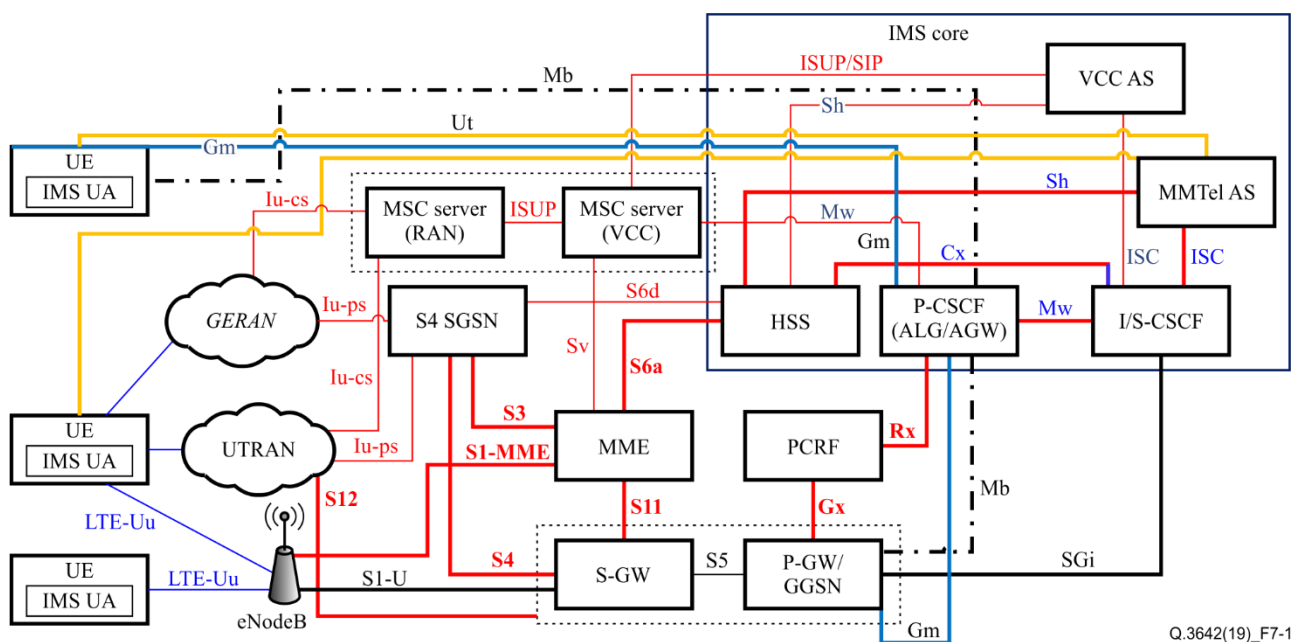 IMS core
ISUP/SIP
VCC AS
Mb
Sh
Ut
Gm
UE
IMS UA
MMTel AS
Sh
Iu-cs
MSC server
(RAN)
ISUP
MSC server
(VCC)
Mw
Gm
Cx
ISC
ISC
GERAN
Iu-ps
S4 SGSN
S6d
HSS
P-CSCF
(ALG/AGW)
Mw
I/S-CSCF
Sv
S6a
Iu-cs
S3
UE
IMS UA
UTRAN
Iu-ps
S1-MME
MME
PCRF
Rx
S12
S11
Gx
Mb
LTE-Uu
S4
S-GW
S5
P-GW/
GGSN
SGi
UE
IMS UA
LTE-Uu
S1-U
eNodeB
Gm
Q.3642(19)_F7-1